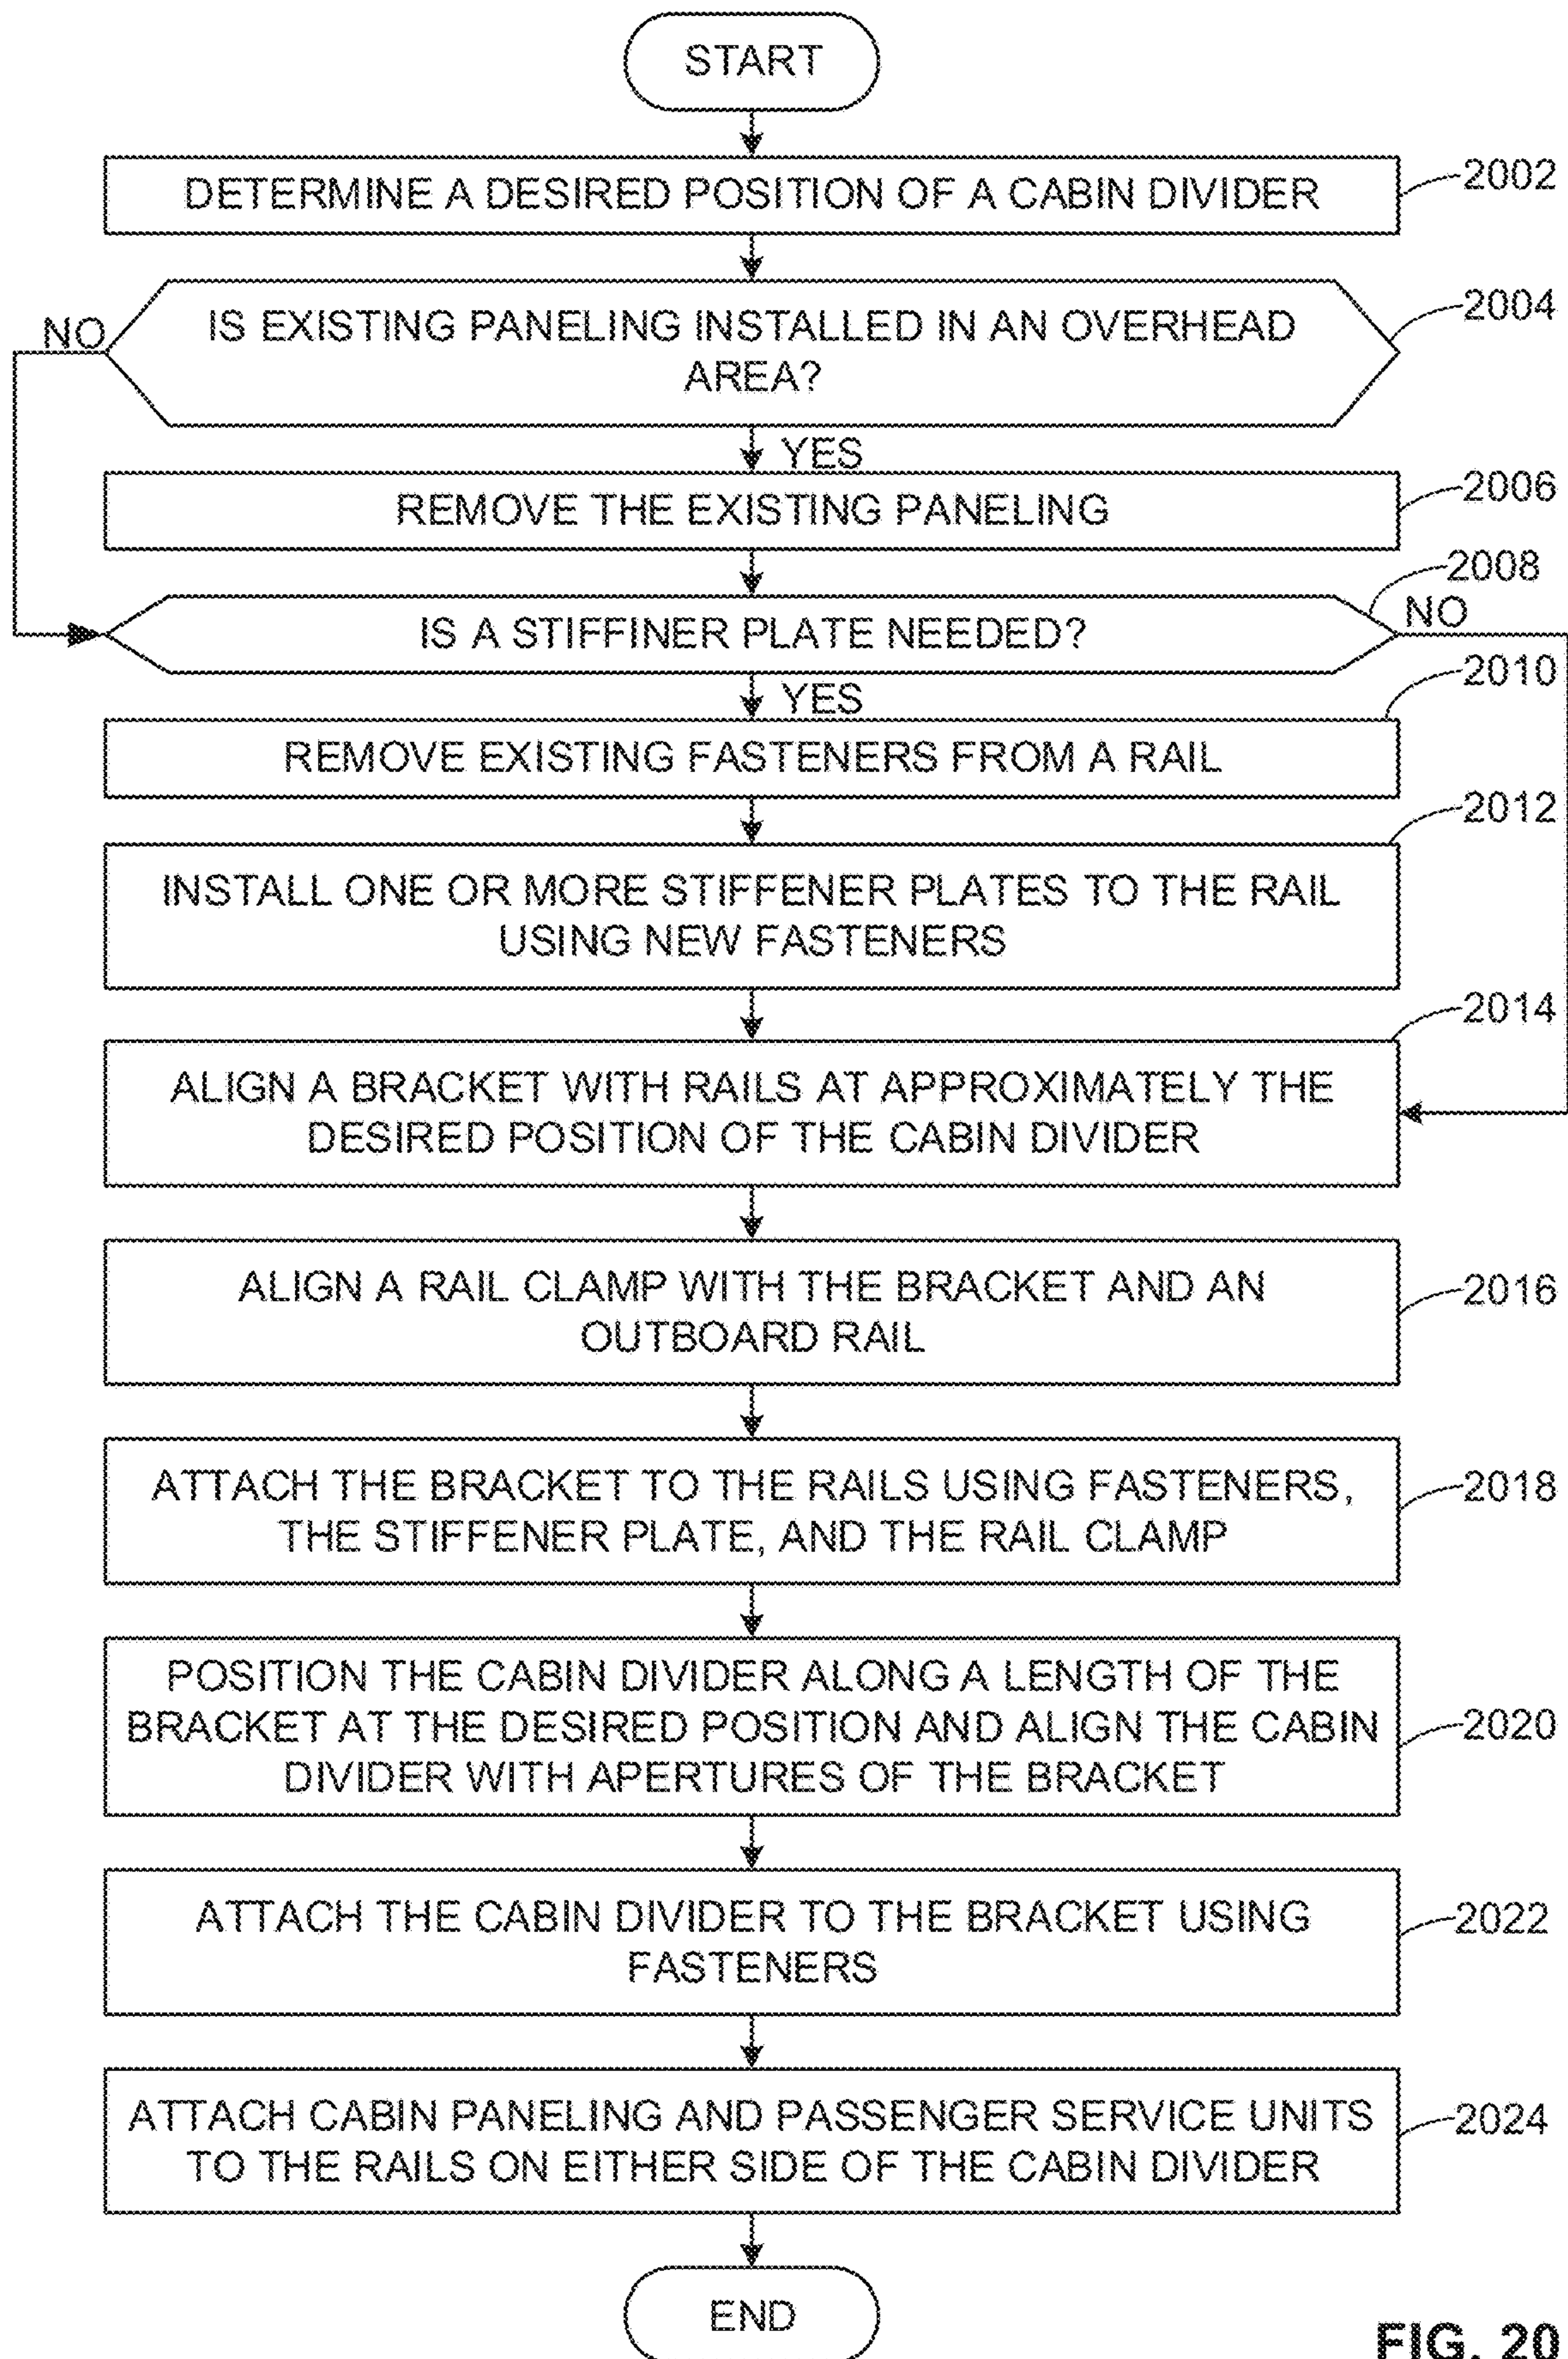 START
DETERMINE A DESIRED POSITION OF A CABIN DIVIDER
2002
IS EXISTING PANELING INSTALLED IN AN OVERHEAD
AREA?
2004
NO
YES
REMOVE THE EXISTING PANELING
2006
IS A STIFFINER PLATE NEEDED?
2008
NO
YES
REMOVE EXISTING FASTENERS FROM A RAIL
2010
INSTALL ONE OR MORE STIFFENER PLATES TO THE RAIL
USING NEW FASTENERS
2012
ALIGN A BRACKET WITH RAILS AT APPROXIMATELY THE
DESIRED POSITION OF THE CABIN DIVIDER
2014
ALIGN A RAIL CLAMP WITH THE BRACKET AND AN
OUTBOARD RAIL
2016
ATTACH THE BRACKET TO THE RAILS USING FASTENERS,
THE STIFFENER PLATE, AND THE RAIL CLAMP
2018
POSITION THE CABIN DIVIDER ALONG A LENGTH OF THE
BRACKET AT THE DESIRED POSITION AND ALIGN THE CABIN
DIVIDER WITH APERTURES OF THE BRACKET
2020
ATTACH THE CABIN DIVIDER TO THE BRACKET USING
FASTENERS
2022
ATTACH CABIN PANELING AND PASSENGER SERVICE UNITS
TO THE RAILS ON EITHER SIDE OF THE CABIN DIVIDER
2024
END
FIG. 20